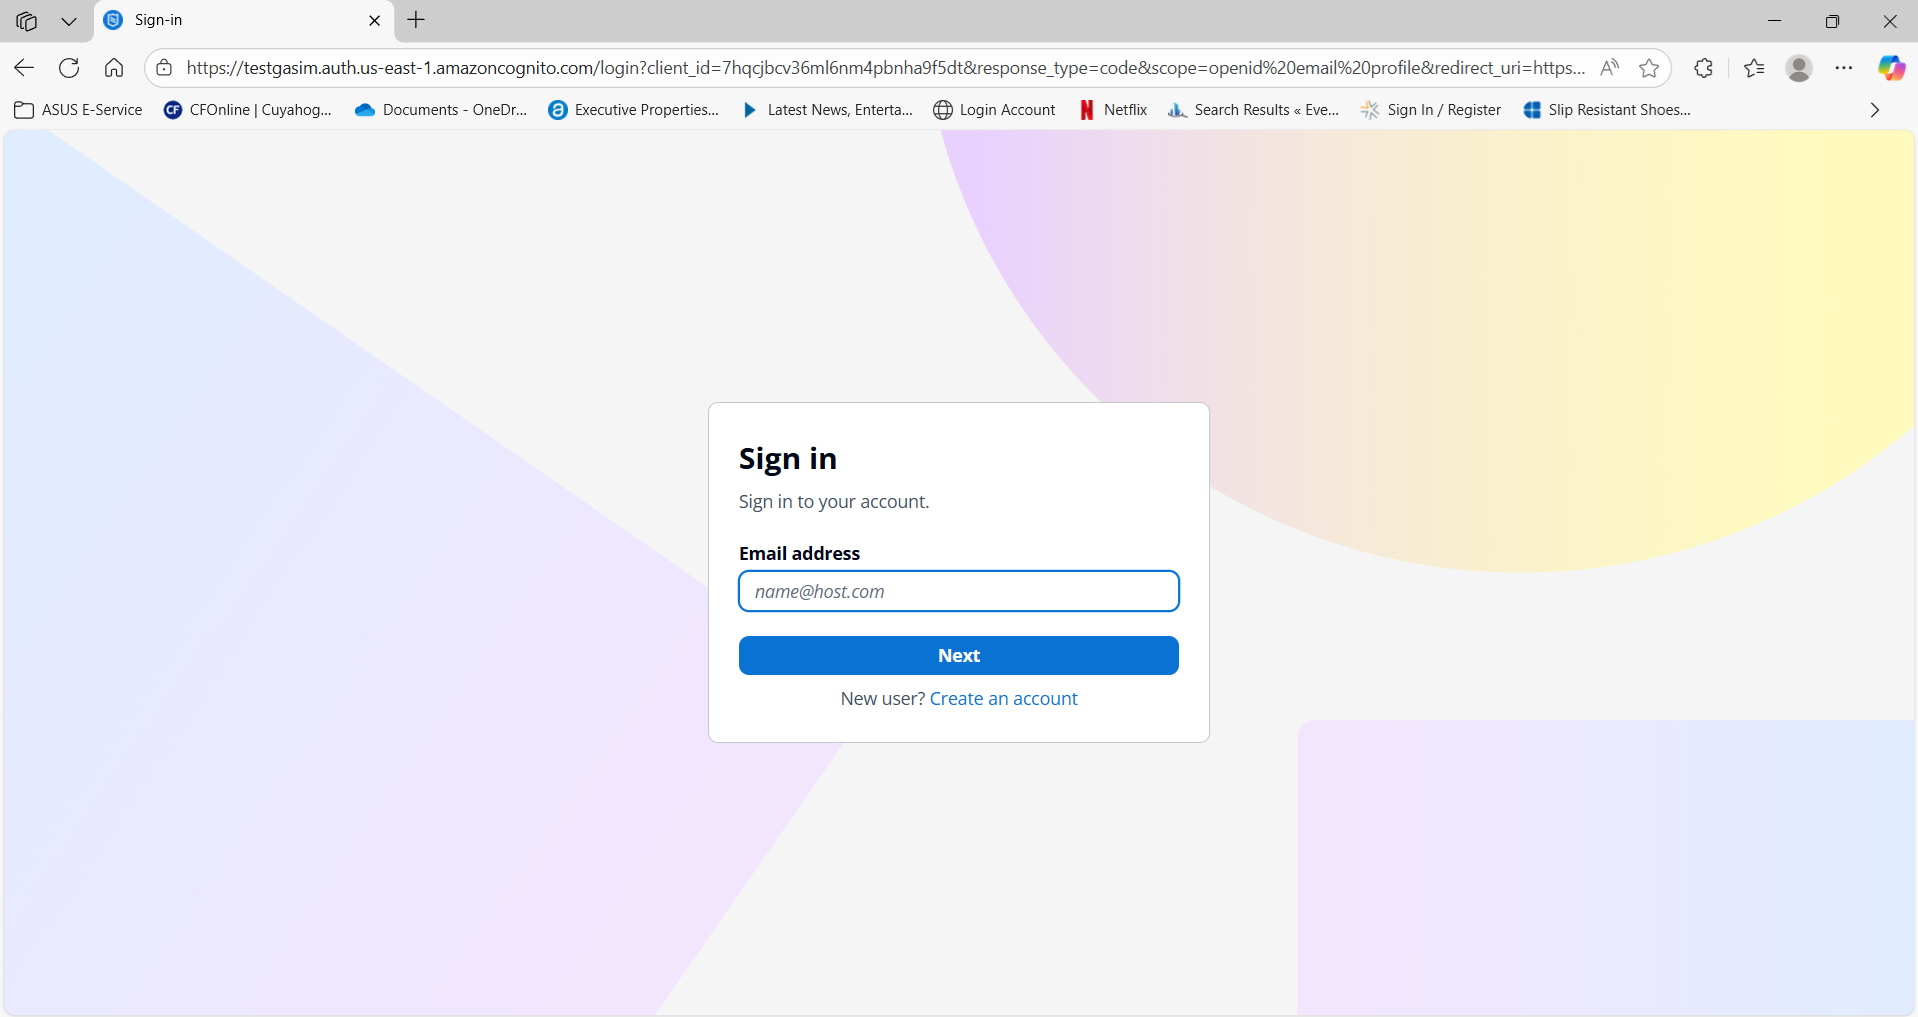 Sign-in
https://testgasim.auth.us-east-1.amazoncognito.com/login?client_id=7hqcjbcv36ml6nm4pbnha9f5dt&response_type=code&scope=openid%20email%20profile&redirect_uri=https...
ASUS E-Service CFOnline | Cuyahog... Documents - OneDr... Executive Properties... Latest News, Enterta... Login Account Netflix Search Results « Eve... Sign In / Register Slip Resistant Shoes...
Sign in
Sign in to your account.
Email address
name@host.com
Next
New user? Create an account